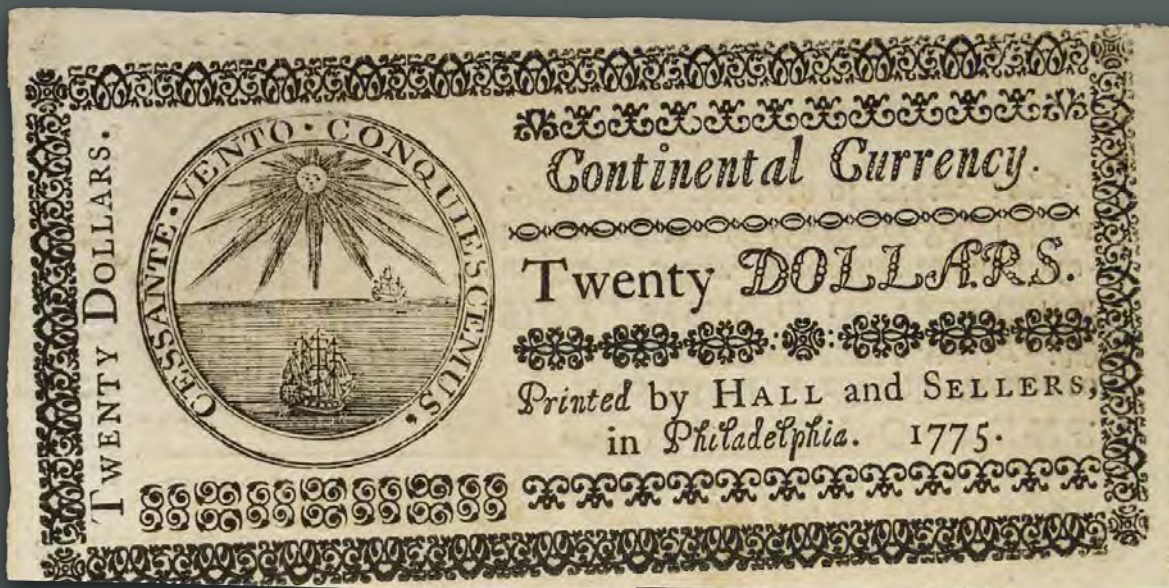 TWENTY DOLLARS.
CESSANTE · VENTO · CONQUIESCEMUS,
Continental Currency.
Twenty DOLLARS.
Printed by HALL and SELLERS,
in Philadelphia. 1775.